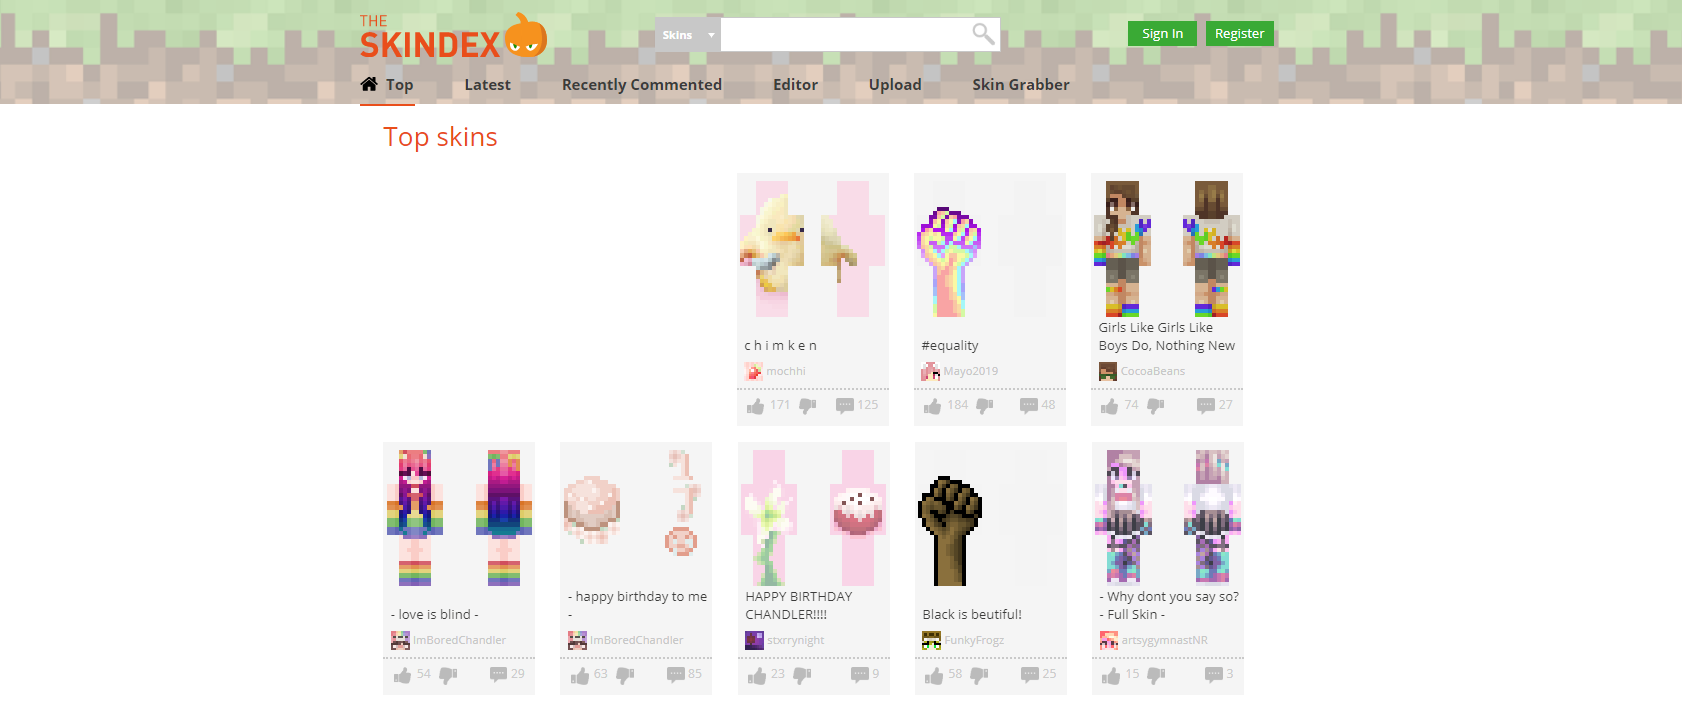 THE
SKINDEX
Skins
Sign In
Register
Top
Latest
Recently Commented
Editor
Upload
Skin Grabber
Top skins
c h i m k e n
mochhi
171
125
#equality
Mayo2019
184
48
Girls Like Girls Like
Boys Do, Nothing New
CocoaBeans
74
27
- love is blind -
ImBoredChandler
54
29
- happy birthday to me
-
ImBoredChandler
63
85
HAPPY BIRTHDAY
CHANDLER!!!!
stxrrynight
23
9
Black is beutiful!
FunkyFrogz
58
25
- Why dont you say so?
- Full Skin -
artsygymnastNR
15
3